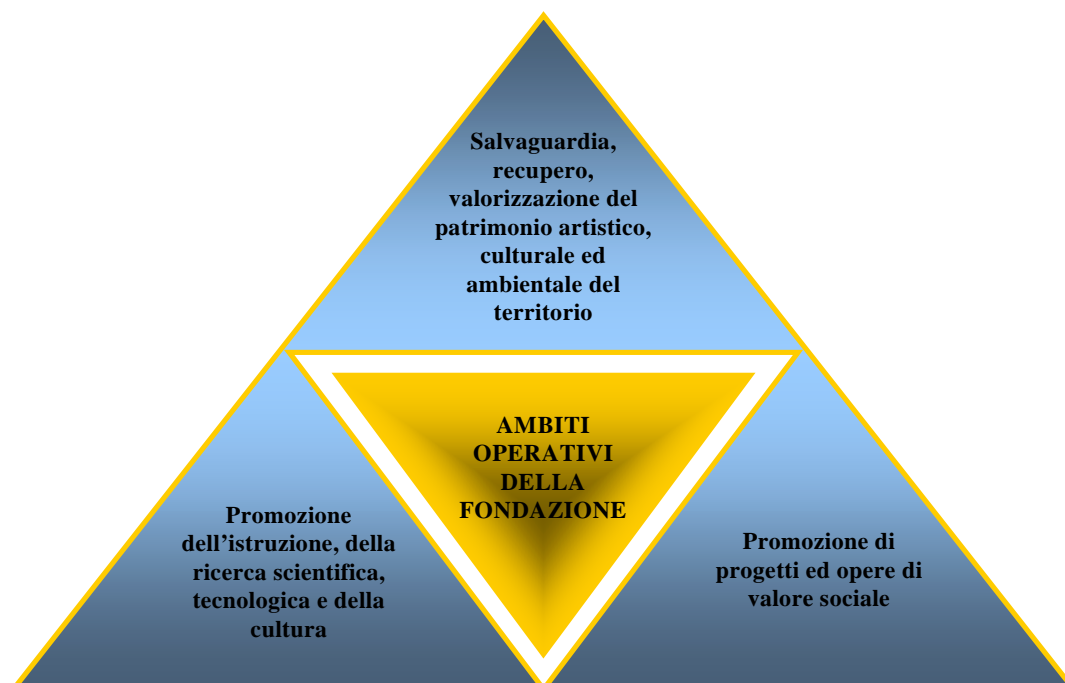 Salvaguardia,
recupero,
valorizzazione del
patrimonio artistico,
culturale ed
ambientale del
territorio
AMBITI
OPERATIVI
DELLA
FONDAZIONE
Promozione
dell’istruzione, della
ricerca scientifica,
tecnologica e della
cultura
Promozione di
progetti ed opere di
valore sociale